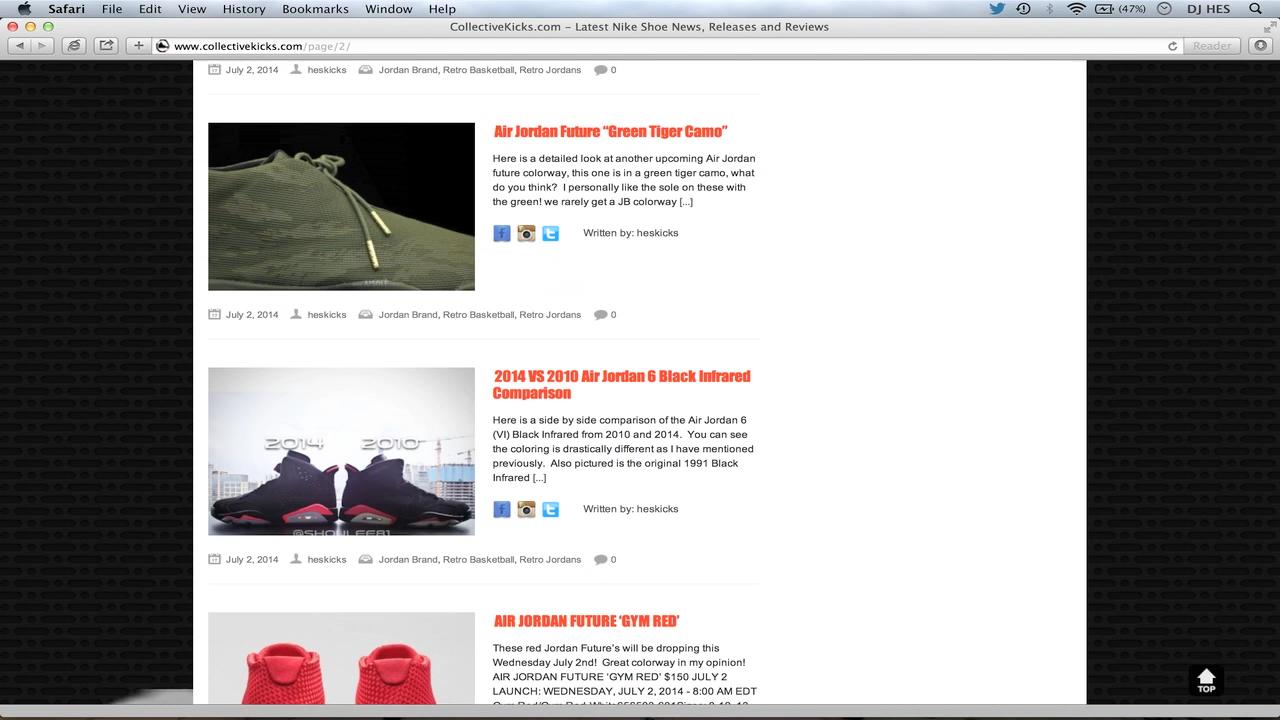 Safari File Edit View History Bookmarks Window Help (47%) DJ HES
CollectiveKicks.com – Latest Nike Shoe News, Releases and Reviews
www.collectivekicks.com/page/2/ Reader
July 2, 2014 heskicks Jordan Brand, Retro Basketball, Retro Jordans 0
Air Jordan Future “Green Tiger Camo”
Here is a detailed look at another upcoming Air Jordan
future colorway, this one is in a green tiger camo, what
do you think? I personally like the sole on these with
the green! we rarely get a JB colorway [...]
Written by: heskicks
July 2, 2014 heskicks Jordan Brand, Retro Basketball, Retro Jordans 0
2014 VS 2010 Air Jordan 6 Black Infrared
Comparison
2014 2010
@SHOULEE81
Here is a side by side comparison of the Air Jordan 6
(VI) Black Infrared from 2010 and 2014. You can see
the coloring is drastically different as I have mentioned
previously. Also pictured is the original 1991 Black
Infrared [...]
Written by: heskicks
July 2, 2014 heskicks Jordan Brand, Retro Basketball, Retro Jordans 0
AIR JORDAN FUTURE ‘GYM RED’
These red Jordan Future’s will be dropping this
Wednesday July 2nd! Great colorway in my opinion!
AIR JORDAN FUTURE 'GYM RED' $150 JULY 2
LAUNCH: WEDNESDAY, JULY 2, 2014 - 8:00 AM EDT
TOP